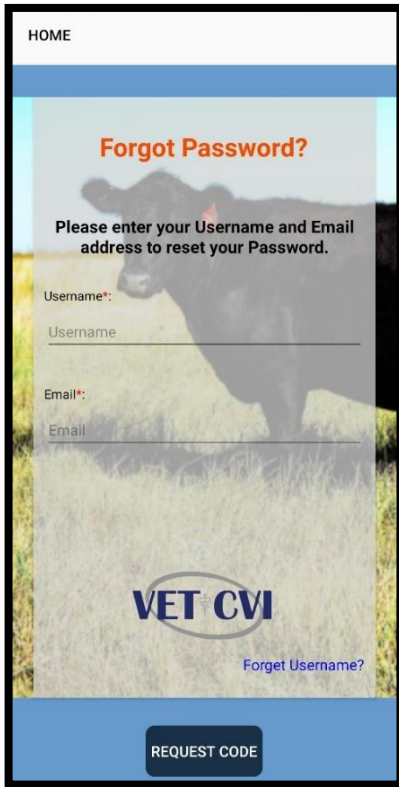 HOME
Forgot Password?
Please enter your Username and Email
address to reset your Password.
Username*:
Username
Email*:
Email
VET CVI
Forget Username?
REQUEST CODE